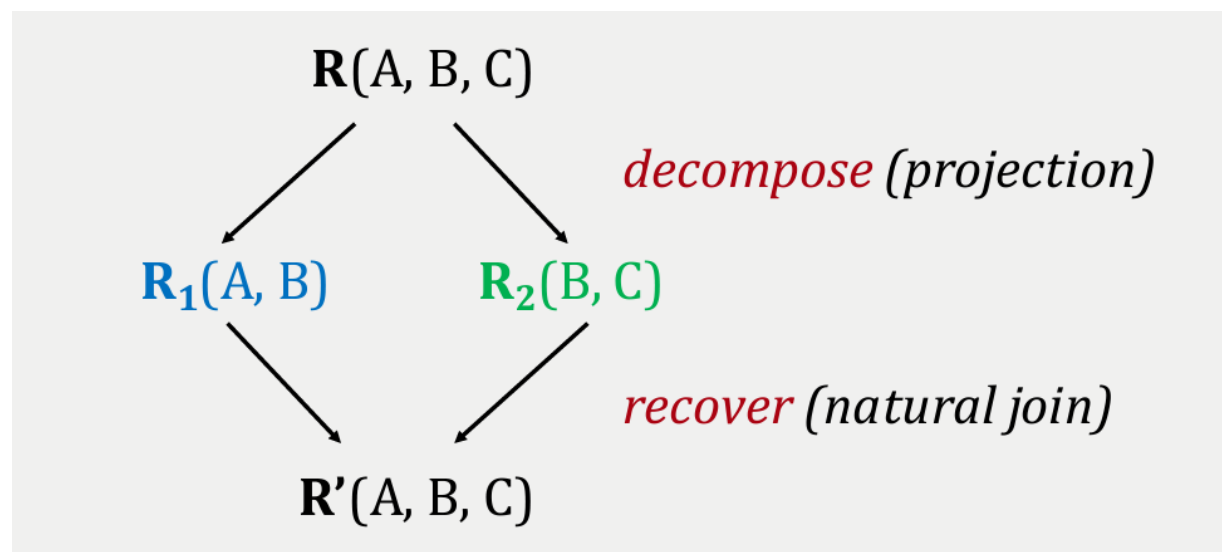 R(A, B, C)
decompose (projection)
R₁(A, B) R₂(B, C)
recover (natural join)
R’(A, B, C)